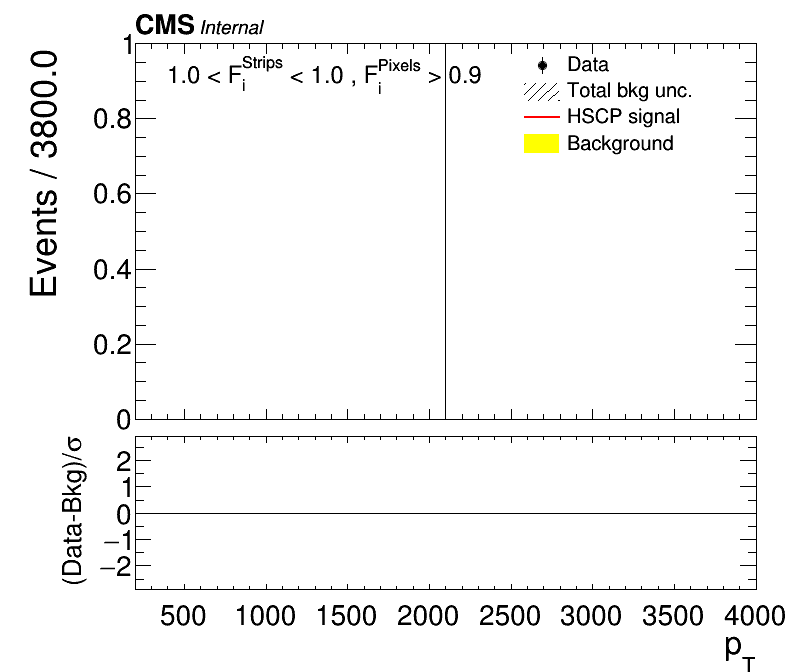 CMS Internal
1.0 < F_i^Strips < 1.0 , F_i^Pixels > 0.9
Data
Total bkg unc.
HSCP signal
Background
Events / 3800.0
1
0.8
0.6
0.4
0.2
0
(Data-Bkg)/σ
2
1
0
−1
−2
500 1000 1500 2000 2500 3000 3500 4000
p_T